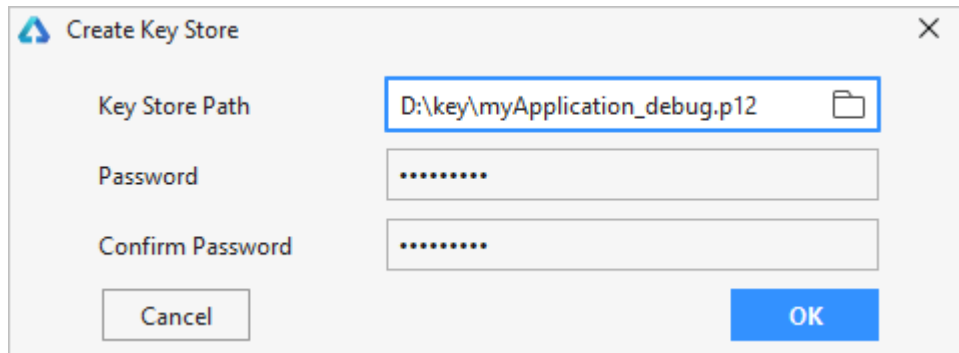 Create Key Store
Key Store Path D:\key\myApplication_debug.p12
Password •••••••••
Confirm Password •••••••••
Cancel OK